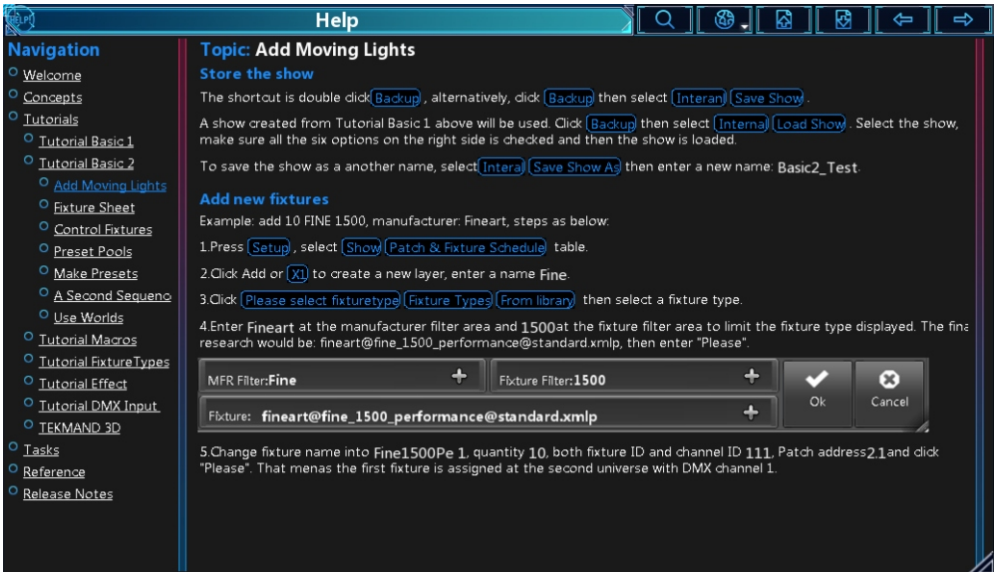 HELP!
Help
Navigation
Welcome
Concepts
Tutorials
Tutorial Basic 1
Tutorial Basic 2
Add Moving Lights
Fixture Sheet
Control Fixtures
Preset Pools
Make Presets
A Second Sequenc
Use Worlds
Tutorial Macros
Tutorial FixtureTypes
Tutorial Effect
Tutorial DMX Input
TEKMAND 3D
Tasks
Reference
Release Notes
Topic: Add Moving Lights
Store the show
The shortcut is double click Backup , alternatively, click Backup then select Interanl Save Show .
A show created from Tutorial Basic 1 above will be used. Click Backup then select Internal Load Show . Select the show,
make sure all the six options on the right side is checked and then the show is loaded.
To save the show as a another name, select Interal Save Show As then enter a new name: Basic2_Test.
Add new fixtures
Example: add 10 FINE 1500, manufacturer: Fineart, steps as below:
1.Press Setup , select Show Patch & Fixture Schedule table.
2.Click Add or X1 to create a new layer, enter a name Fine.
3.Click Please select fixturetype Fixture Types From library then select a fixture type.
4.Enter Fineart at the manufacturer filter area and 1500at the fixture filter area to limit the fixture type displayed. The fina
research would be: fineart@fine_1500_performance@standard.xmlp, then enter "Please".
MFR Filter:Fine +
Fixture Filter:1500 +
Ok
Cancel
Fixture: fineart@fine_1500_performance@standard.xmlp +
5.Change fixture name into Fine1500Pe 1, quantity 10, both fixture ID and channel ID 111, Patch address2.1and click
"Please". That menas the first fixture is assigned at the second universe with DMX channel 1.